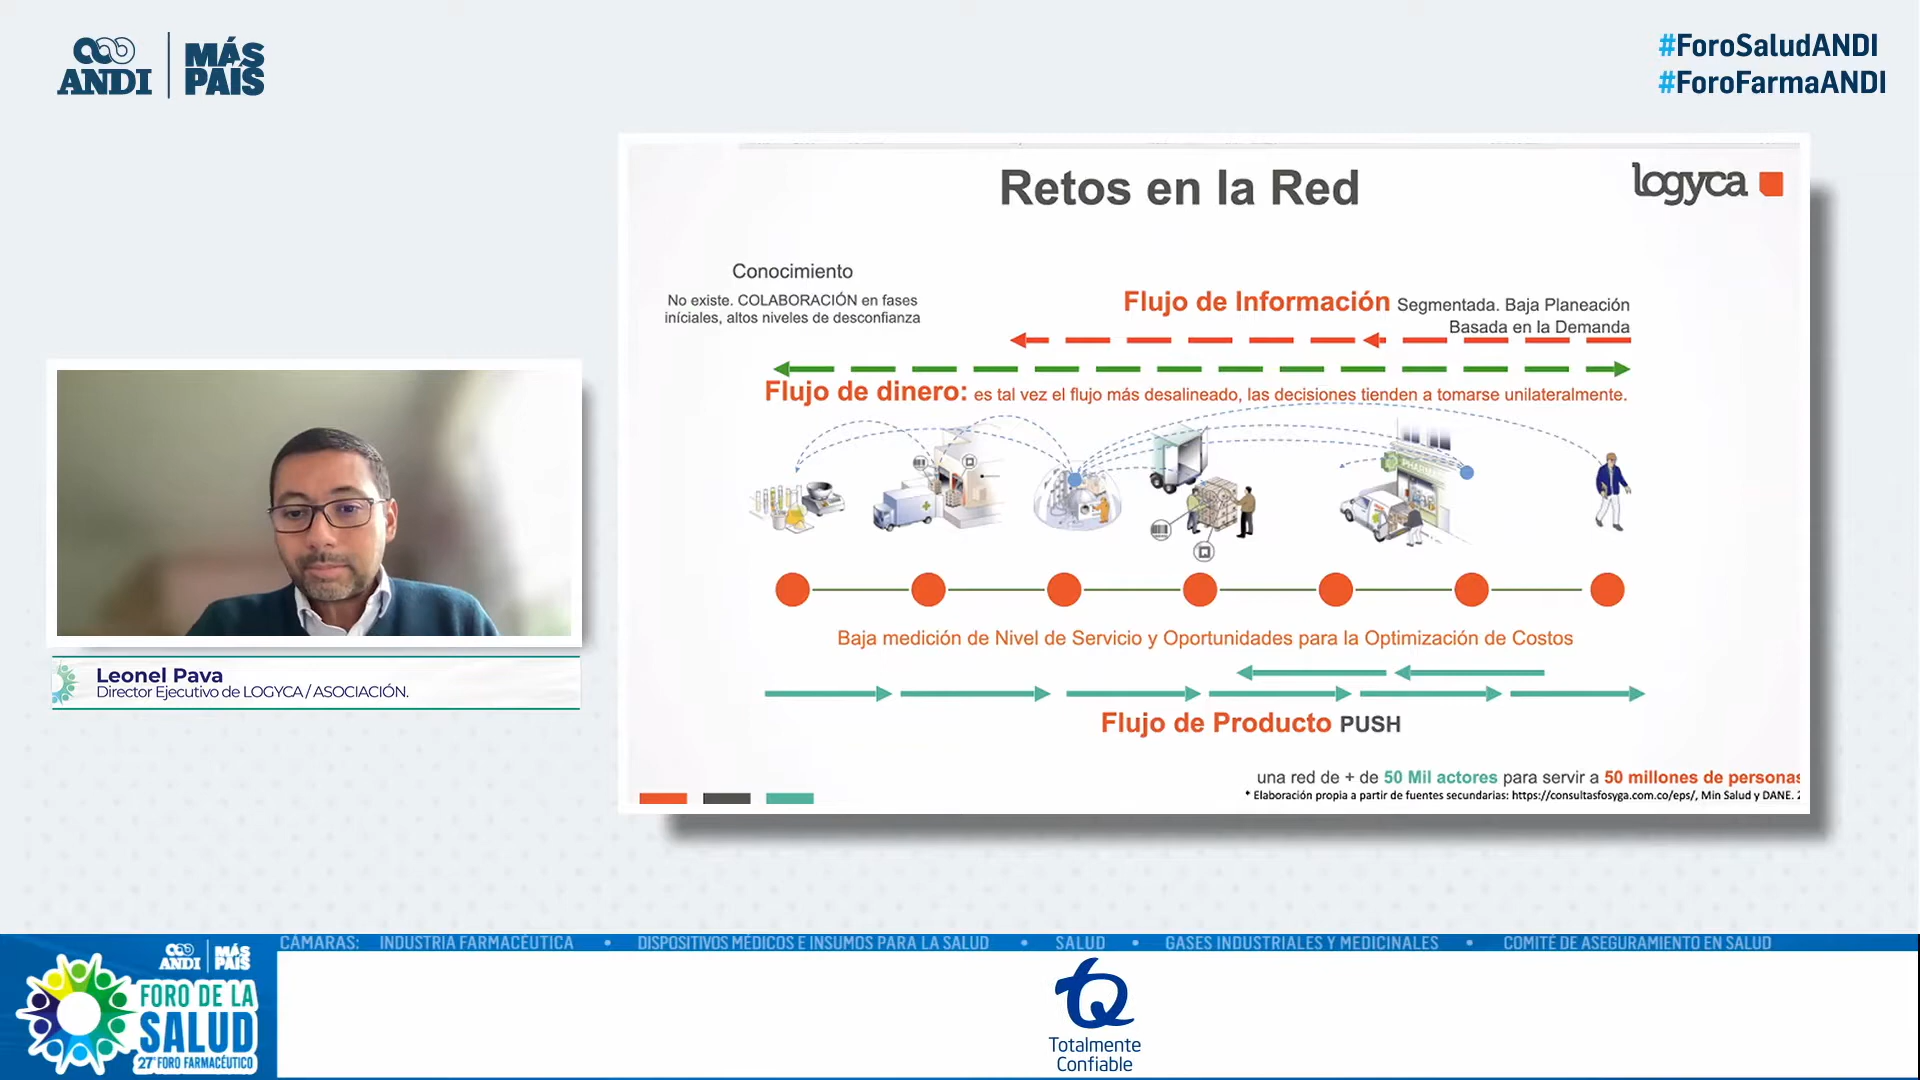 ANDI
MÁS
PAÍS
#ForoSaludANDI
#ForoFarmaANDI
Retos en la Red
logyca
Conocimiento
No existe. COLABORACIÓN en fases
iníciales, altos niveles de desconfianza
Flujo de Información Segmentada. Baja Planeación
Basada en la Demanda
Flujo de dinero: es tal vez el flujo más desalineado, las decisiones tienden a tomarse unilateralmente.
Baja medición de Nivel de Servicio y Oportunidades para la Optimización de Costos
Flujo de Producto PUSH
una red de + de 50 Mil actores para servir a 50 millones de personas
* Elaboración propia a partir de fuentes secundarias: https://consultasfosyga.com.co/eps/, Min Salud y DANE.
Leonel Pava
Director Ejecutivo de LOGYCA / ASOCIACIÓN.
CÁMARAS: INDUSTRIA FARMACÉUTICA • DISPOSITIVOS MÉDICOS E INSUMOS PARA LA SALUD • SALUD • GASES INDUSTRIALES Y MEDICINALES • COMITÉ DE ASEGURAMIENTO EN SALUD
ANDI
MÁS
PAÍS
FORO DE LA
SALUD
27° FORO FARMACÉUTICO
TQ
Totalmente
Confiable